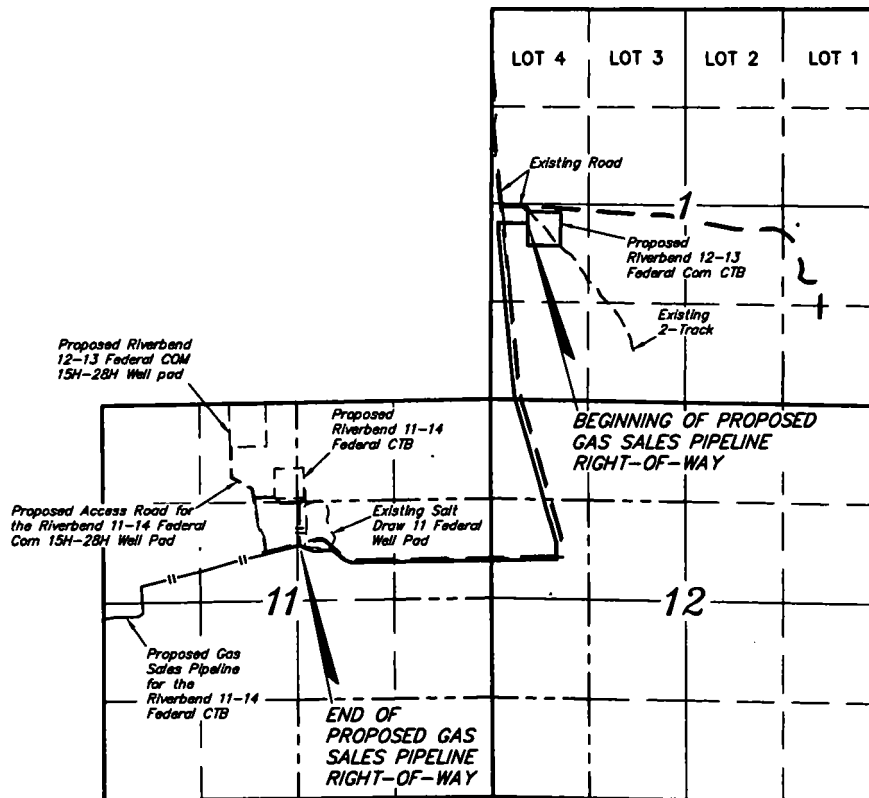 LOT 4
LOT 3
LOT 2
LOT 1
Existing Road
1
Proposed
Riverbend 12-13
Federal Com CTB
Existing
2-Track
Proposed Riverbend
12-13 Federal COM
15H-28H Well pad
Proposed
Riverbend 11-14
Federal CTB
BEGINNING OF PROPOSED
GAS SALES PIPELINE
RIGHT-OF-WAY
Proposed Access Road for
the Riverbend 11-14 Federal
Com 15H-28H Well Pad
Existing Salt
Draw 11 Federal
Well Pad
11
12
Proposed Gas
Sales Pipeline
for the
Riverbend 11-14
Federal CTB
END OF
PROPOSED GAS
SALES PIPELINE
RIGHT-OF-WAY